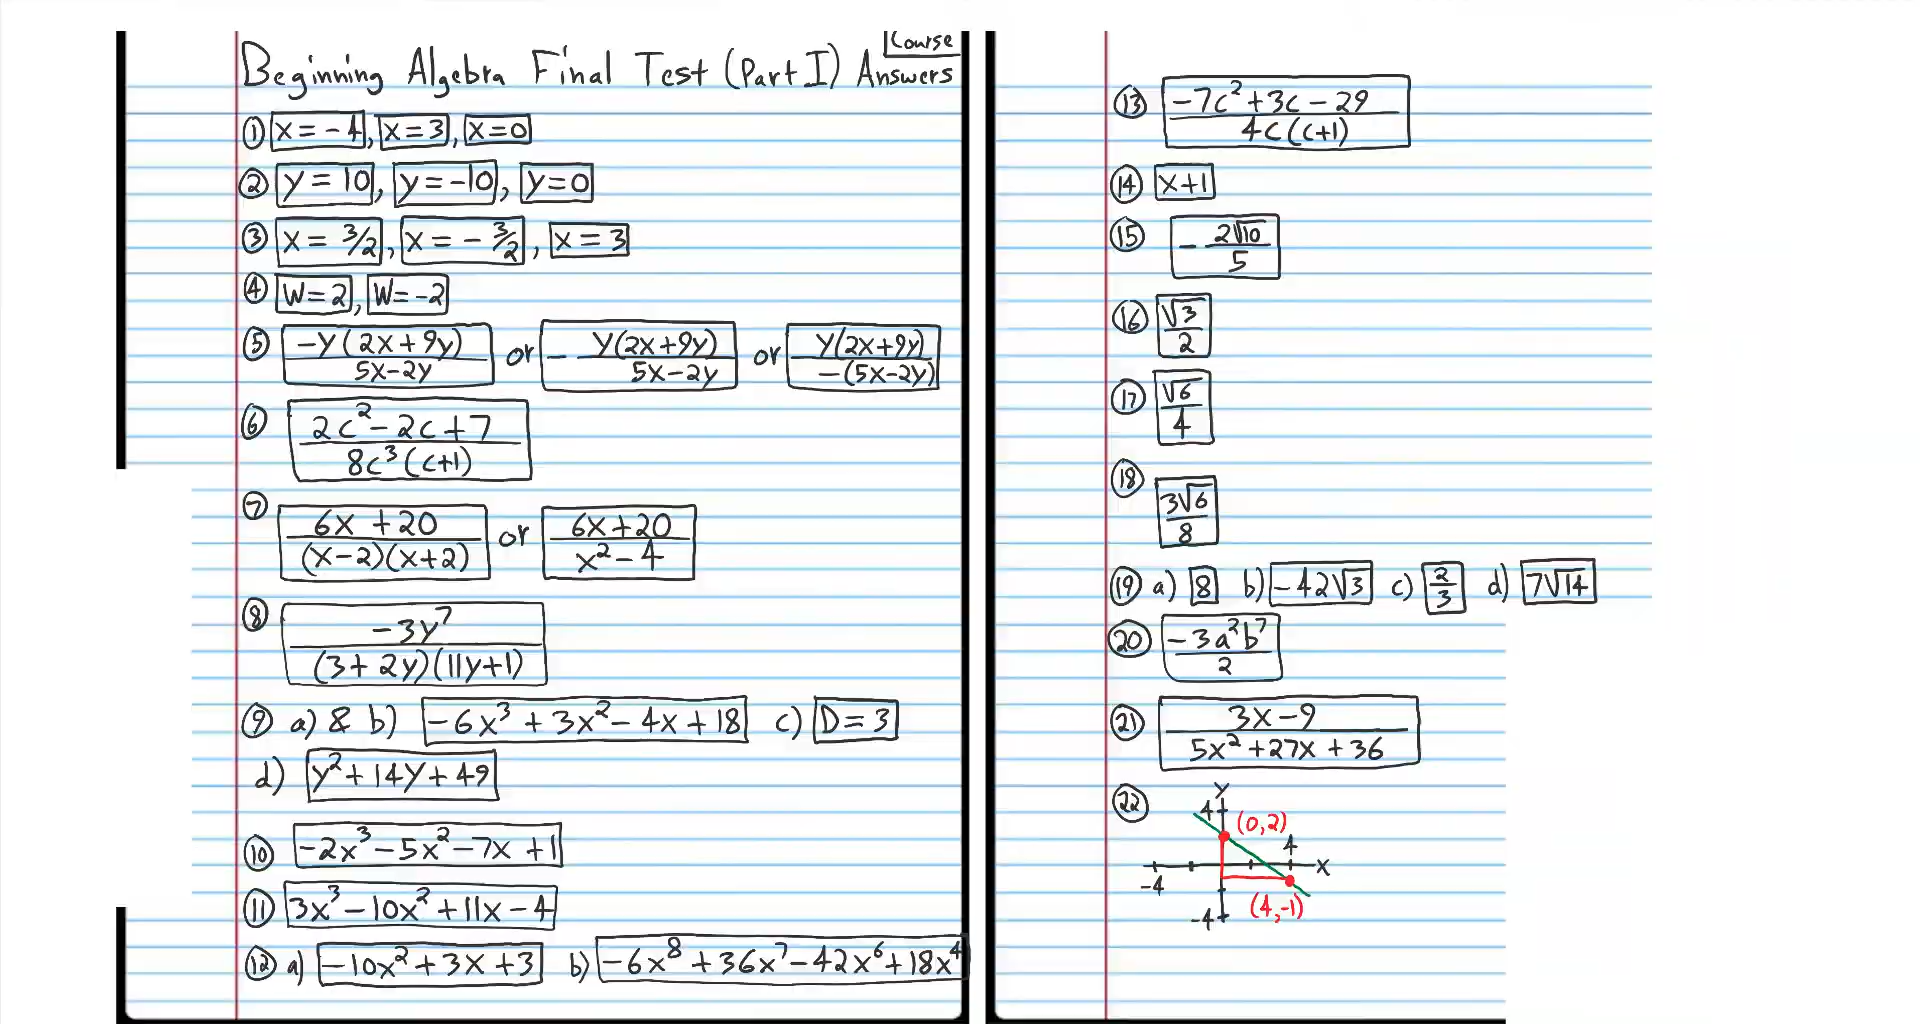 Course
Beginning Algebra Final Test (Part I) Answers
① x = -4, x = 3, x = 0
② y = 10, y = -10, y = 0
③ x = 3/2, x = -3/2, x = 3
④ W = 2, W = -2
⑤ -y(2x+9y)/5x-2y or - y(2x+9y)/5x-2y or y(2x+9y)/-(5x-2y)
⑥ 2c² - 2c + 7/8c³(c+1)
⑦ 6x + 20/(x-2)(x+2) or 6x+20/x² - 4
⑧ -3y⁷/(3+2y)(11y+1)
⑨ a) & b) -6x³ + 3x² - 4x + 18 c) D = 3
d) y² + 14y + 49
⑩ -2x³ - 5x² - 7x + 1
⑪ 3x³ - 10x² + 11x - 4
⑫ a) -10x² + 3x + 3 b) -6x⁸ + 36x⁷ - 42x⁶ + 18x⁴
⑬ -7c² + 3c - 29/4c(c+1)
⑭ x+1
⑮ - 2√10/5
⑯ √3/2
⑰ √6/4
⑱ 3√6/8
⑲ a) 8 b) -42√3 c) 2/3 d) 7√14
⑳ -3a²b⁷/2
㉑ 3x - 9/5x² + 27x + 36
㉒ y
4
(0,2)
4
x
-4
(4,-1)
-4